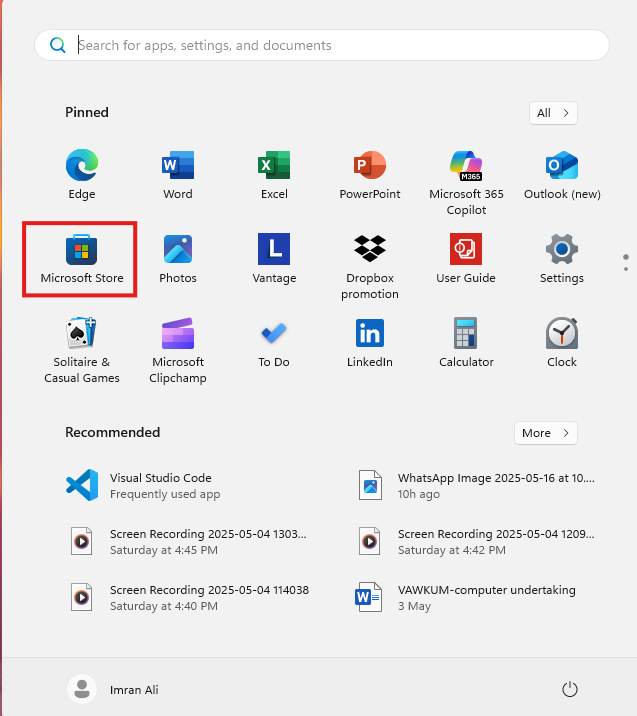 Search for apps, settings, and documents
Pinned
All
Edge
Word
Excel
PowerPoint
Microsoft 365
Copilot
Outlook (new)
M365
Microsoft Store
Photos
Vantage
Dropbox
promotion
User Guide
Settings
Solitaire &
Casual Games
Microsoft
Clipchamp
To Do
LinkedIn
Calculator
Clock
Recommended
More
Visual Studio Code
Frequently used app
WhatsApp Image 2025-05-16 at 10....
10h ago
Screen Recording 2025-05-04 1303...
Saturday at 4:45 PM
Screen Recording 2025-05-04 1209...
Saturday at 4:42 PM
Screen Recording 2025-05-04 114038
Saturday at 4:40 PM
VAWKUM-computer undertaking
3 May
Imran Ali